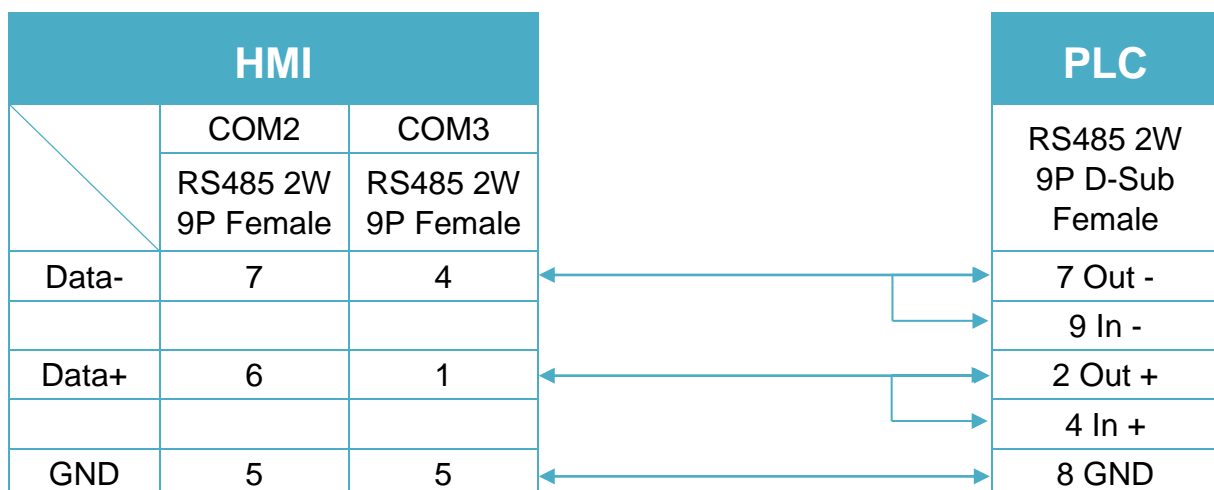 HMI
PLC
COM2
COM3
RS485 2W
9P Female
RS485 2W
9P Female
RS485 2W
9P D-Sub
Female
Data-
7
4
7 Out -
9 In -
Data+
6
1
2 Out +
4 In +
GND
5
5
8 GND